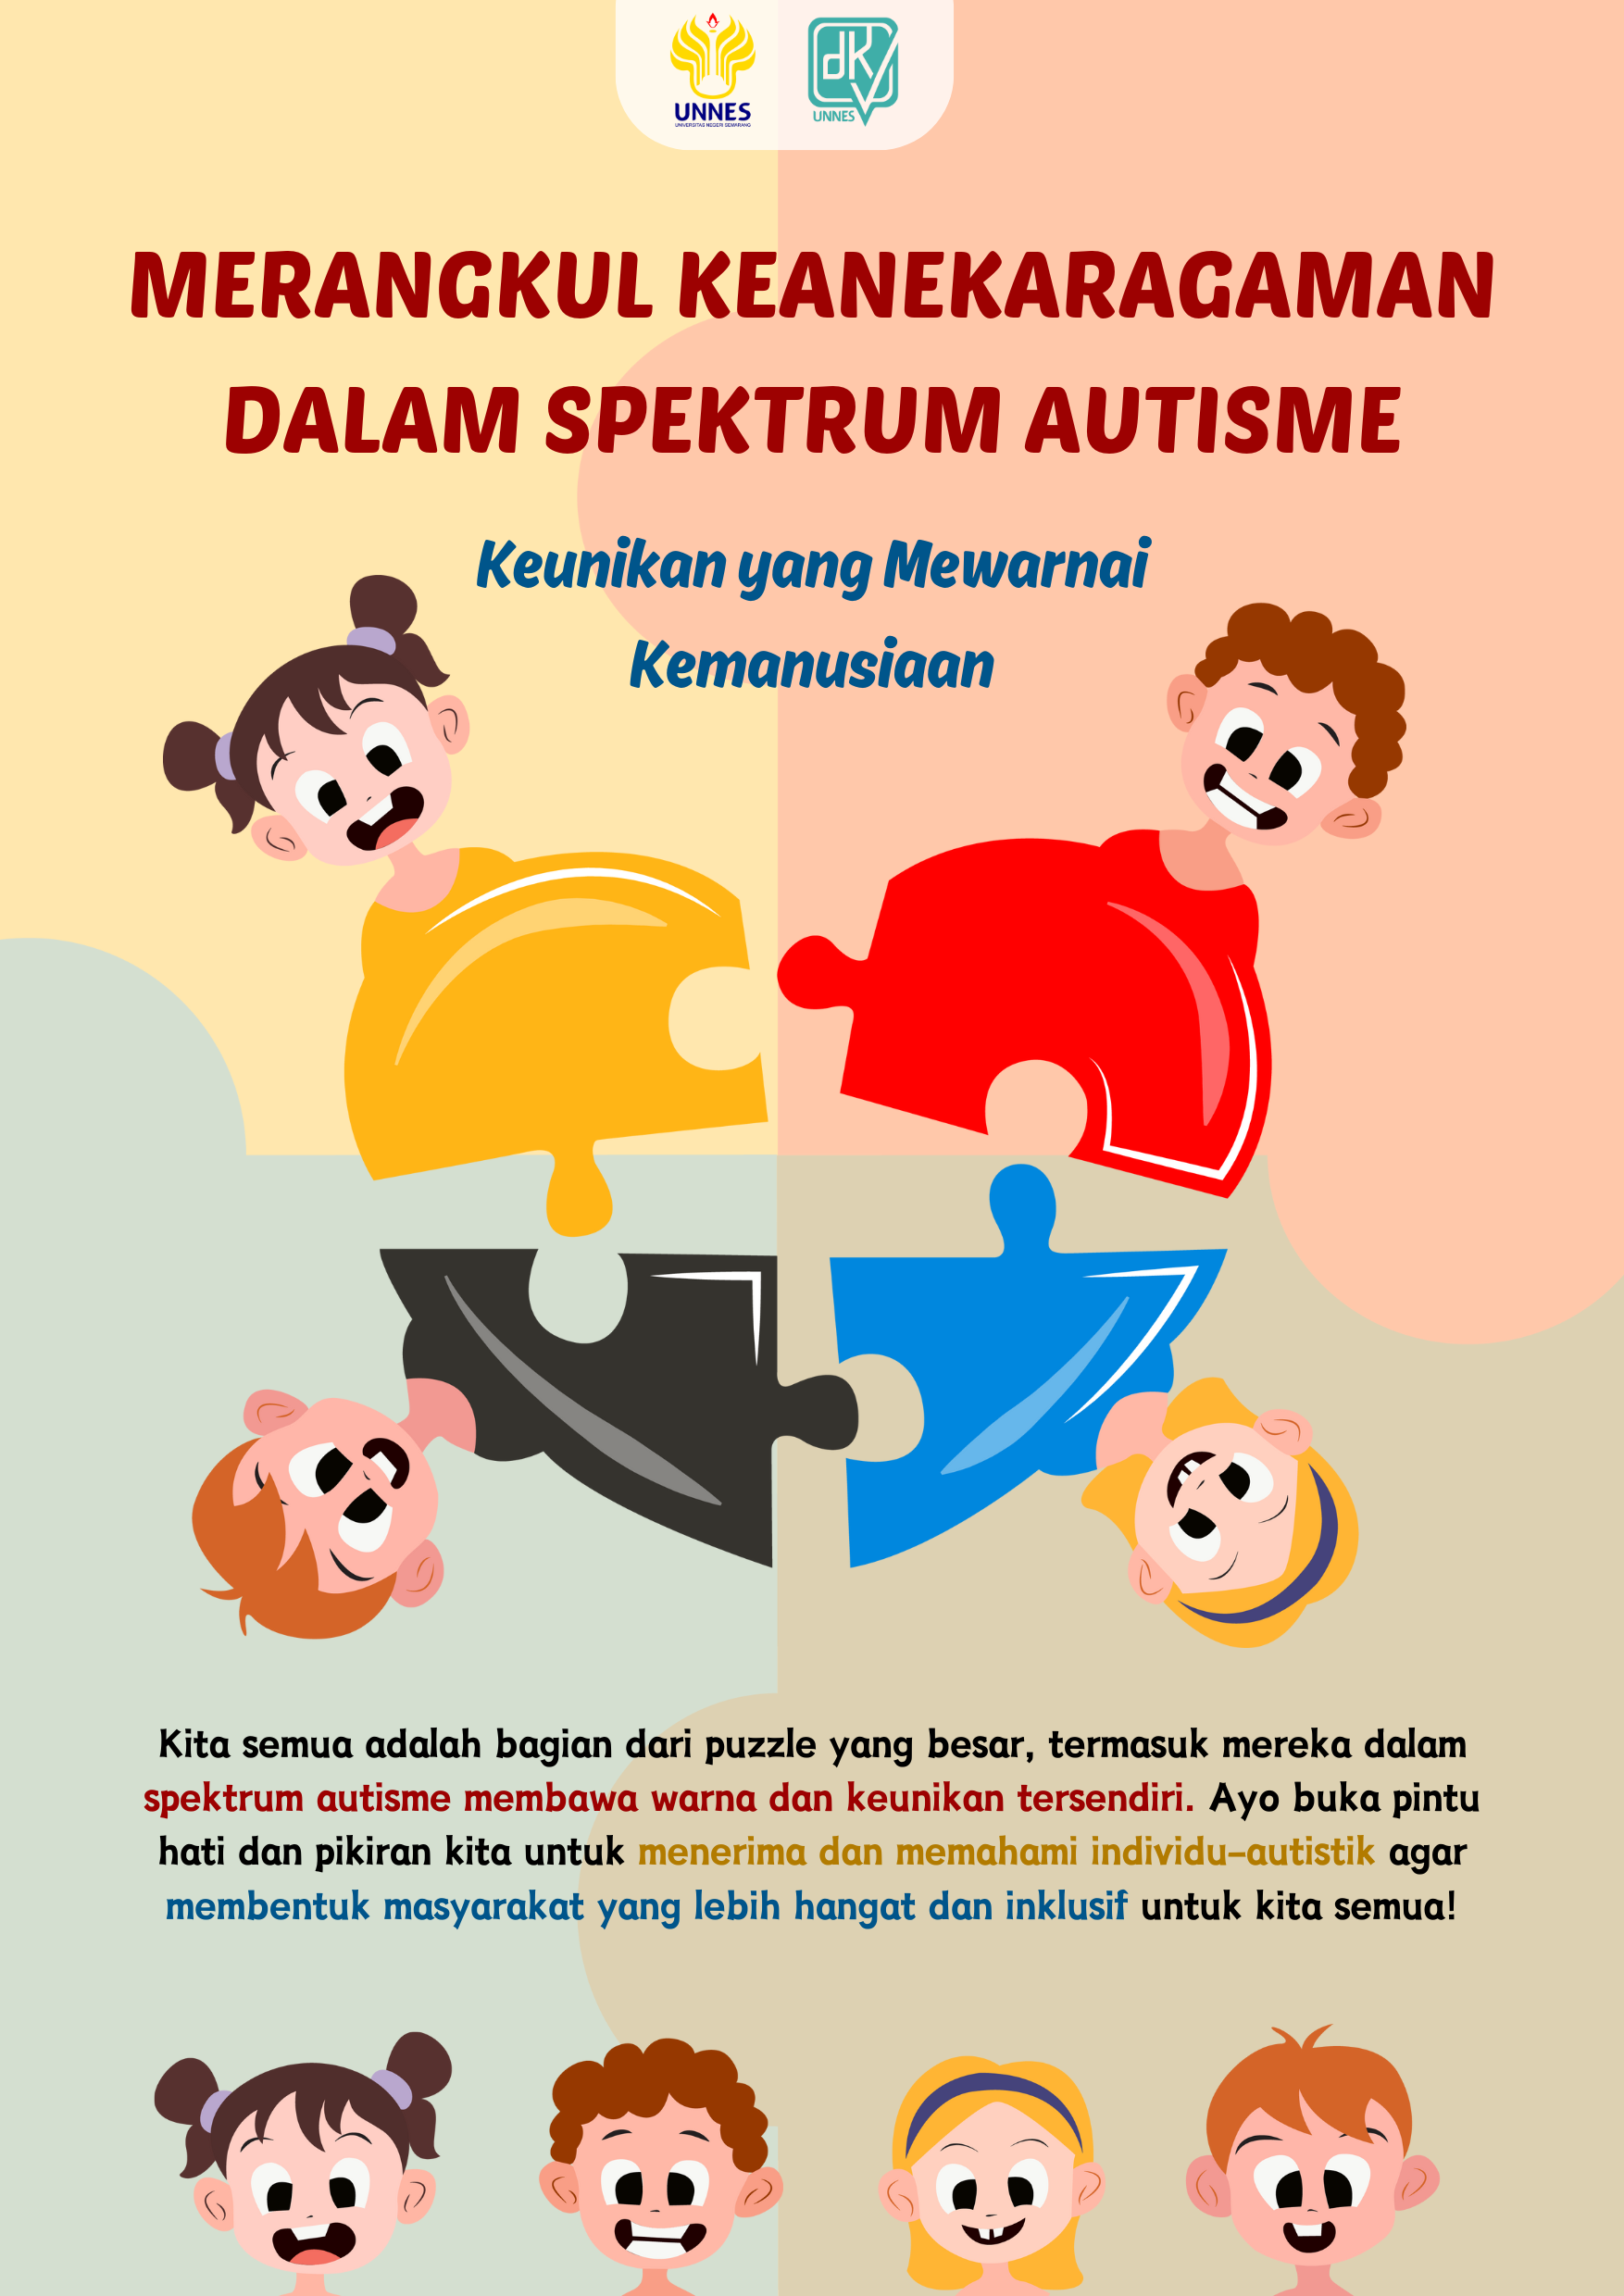 UNNES
UNIVERSITAS NEGERI SEMARANG
dkv
UNNES
MERANGKUL KEANEKARAGAMAN
DALAM SPEKTRUM AUTISME
Keunikan yang Mewarnai
Kemanusiaan
Kita semua adalah bagian dari puzzle yang besar, termasuk mereka dalam
spektrum autisme membawa warna dan keunikan tersendiri. Ayo buka pintu
hati dan pikiran kita untuk menerima dan memahami individu-autistik agar
membentuk masyarakat yang lebih hangat dan inklusif untuk kita semua!